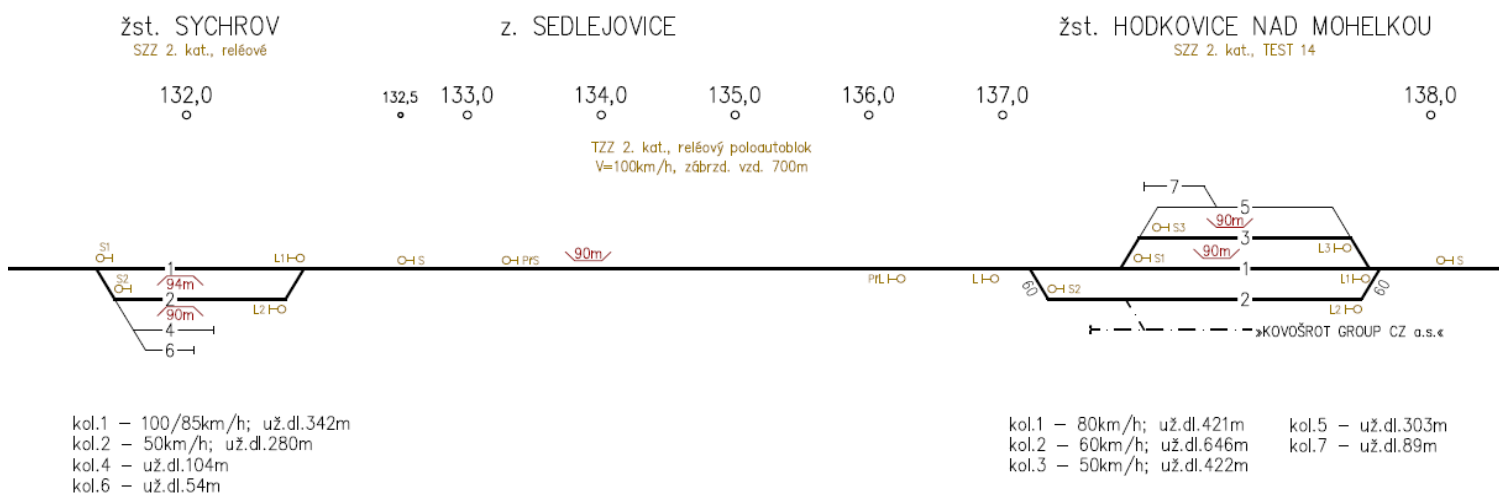 žst. SYCHROV
SZZ 2. kat., reléové
z. SEDLEJOVICE
žst. HODKOVICE NAD MOHELKOU
SZZ 2. kat., TEST 14
132,0
132,5
133,0
134,0
135,0
136,0
137,0
138,0
TZZ 2. kat., reléový poloautoblok
V=100km/h, zábrzd. vzd. 700m
7
5
90m
S3
3
L3
90m
S1
L1
S
PrS
90m
S1
S
1
1
94m
PrL
L
L1
S2
2
L2
90m
60
S2
2
L2
60
4
»KOVOŠROT GROUP CZ a.s.«
6
kol.1 – 100/85km/h; už.dl.342m
kol.2 – 50km/h; už.dl.280m
kol.4 – už.dl.104m
kol.6 – už.dl.54m
kol.1 – 80km/h; už.dl.421m
kol.2 – 60km/h; už.dl.646m
kol.3 – 50km/h; už.dl.422m
kol.5 – už.dl.303m
kol.7 – už.dl.89m